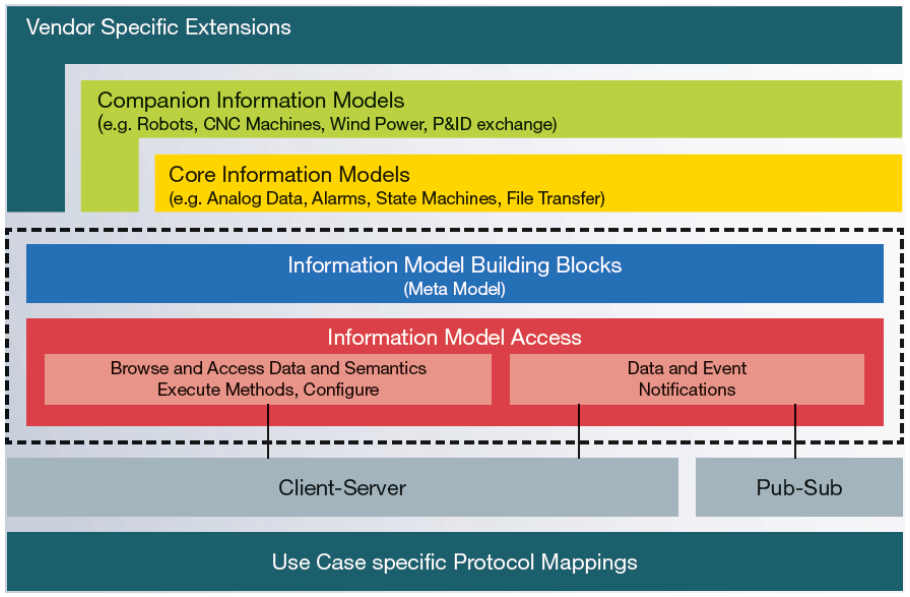 Vendor Specific Extensions
Companion Information Models
(e.g. Robots, CNC Machines, Wind Power, P&ID exchange)
Core Information Models
(e.g. Analog Data, Alarms, State Machines, File Transfer)
Information Model Building Blocks
(Meta Model)
Information Model Access
Browse and Access Data and Semantics
Execute Methods, Configure
Data and Event
Notifications
Client-Server
Pub-Sub
Use Case specific Protocol Mappings